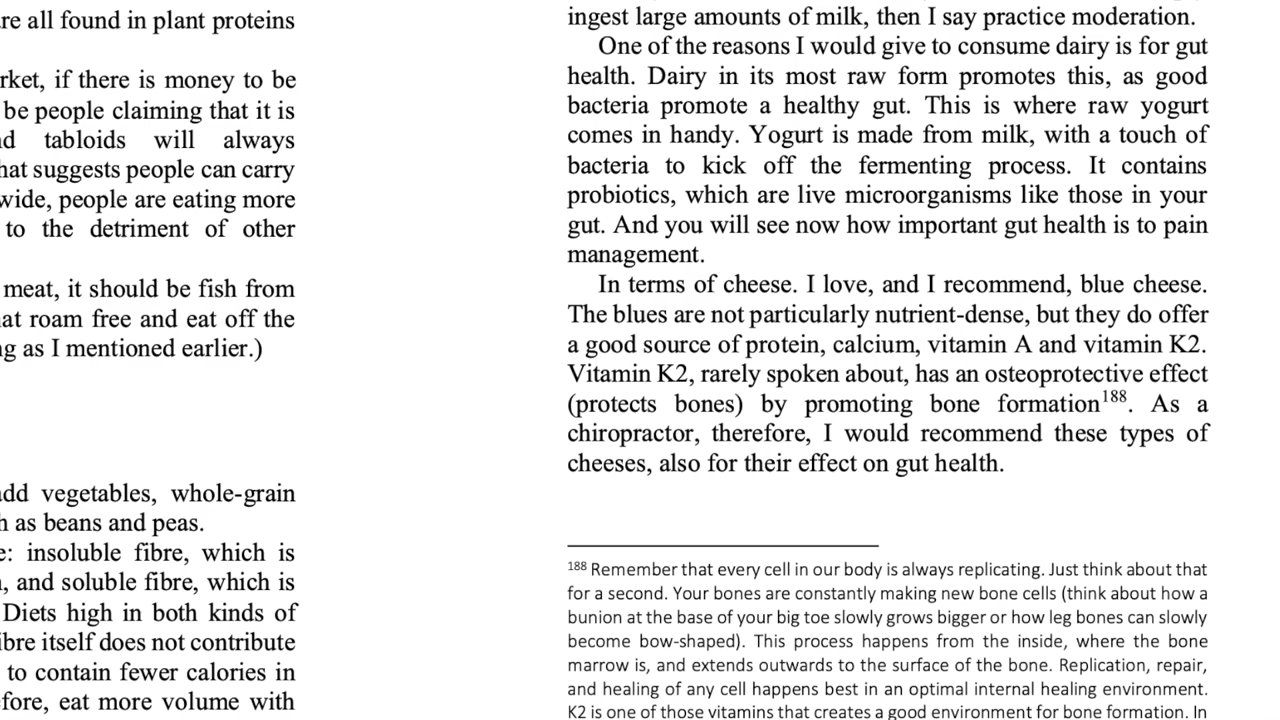 re all found in plant proteins
rket, if there is money to be
be people claiming that it is
nd tabloids will always
hat suggests people can carry
wide, people are eating more
to the detriment of other
meat, it should be fish from
hat roam free and eat off the
ng as I mentioned earlier.)
add vegetables, whole-grain
h as beans and peas.
e: insoluble fibre, which is
, and soluble fibre, which is
Diets high in both kinds of
ibre itself does not contribute
to contain fewer calories in
efore, eat more volume with
ingest large amounts of milk, then I say practice moderation.
One of the reasons I would give to consume dairy is for gut
health. Dairy in its most raw form promotes this, as good
bacteria promote a healthy gut. This is where raw yogurt
comes in handy. Yogurt is made from milk, with a touch of
bacteria to kick off the fermenting process. It contains
probiotics, which are live microorganisms like those in your
gut. And you will see now how important gut health is to pain
management.
In terms of cheese. I love, and I recommend, blue cheese.
The blues are not particularly nutrient-dense, but they do offer
a good source of protein, calcium, vitamin A and vitamin K2.
Vitamin K2, rarely spoken about, has an osteoprotective effect
(protects bones) by promoting bone formation188. As a
chiropractor, therefore, I would recommend these types of
cheeses, also for their effect on gut health.
188 Remember that every cell in our body is always replicating. Just think about that
for a second. Your bones are constantly making new bone cells (think about how a
bunion at the base of your big toe slowly grows bigger or how leg bones can slowly
become bow-shaped). This process happens from the inside, where the bone
marrow is, and extends outwards to the surface of the bone. Replication, repair,
and healing of any cell happens best in an optimal internal healing environment.
K2 is one of those vitamins that creates a good environment for bone formation. In